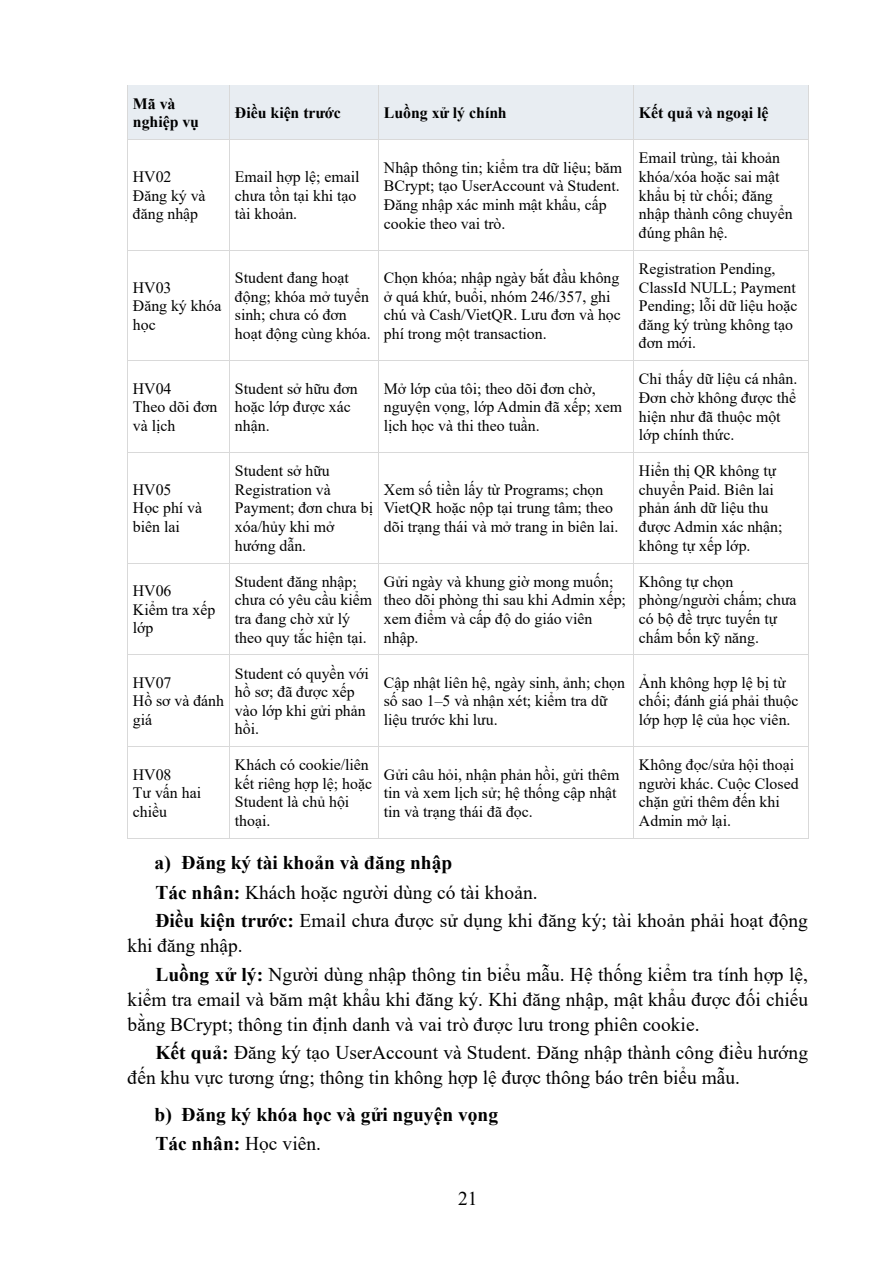 Mã và
nghiệp vụ
Điều kiện trước
Luồng xử lý chính
Kết quả và ngoại lệ
HV02
Đăng ký và
đăng nhập
Email hợp lệ; email
chưa tồn tại khi tạo
tài khoản.
Nhập thông tin; kiểm tra dữ liệu; băm
BCrypt; tạo UserAccount và Student.
Đăng nhập xác minh mật khẩu, cấp
cookie theo vai trò.
Email trùng, tài khoản
khóa/xóa hoặc sai mật
khẩu bị từ chối; đăng
nhập thành công chuyển
đúng phân hệ.
HV03
Đăng ký khóa
học
Student đang hoạt
động; khóa mở tuyển
sinh; chưa có đơn
hoạt động cùng khóa.
Chọn khóa; nhập ngày bắt đầu không
ở quá khứ, buổi, nhóm 246/357, ghi
chú và Cash/VietQR. Lưu đơn và học
phí trong một transaction.
Registration Pending,
ClassId NULL; Payment
Pending; lỗi dữ liệu hoặc
đăng ký trùng không tạo
đơn mới.
HV04
Theo dõi đơn
và lịch
Student sở hữu đơn
hoặc lớp được xác
nhận.
Mở lớp của tôi; theo dõi đơn chờ,
nguyện vọng, lớp Admin đã xếp; xem
lịch học và thi theo tuần.
Chỉ thấy dữ liệu cá nhân.
Đơn chờ không được thể
hiện như đã thuộc một
lớp chính thức.
HV05
Học phí và
biên lai
Student sở hữu
Registration và
Payment; đơn chưa bị
xóa/hủy khi mở
hướng dẫn.
Xem số tiền lấy từ Programs; chọn
VietQR hoặc nộp tại trung tâm; theo
dõi trạng thái và mở trang in biên lai.
Hiển thị QR không tự
chuyển Paid. Biên lai
phản ánh dữ liệu thu
được Admin xác nhận;
không tự xếp lớp.
HV06
Kiểm tra xếp
lớp
Student đăng nhập;
chưa có yêu cầu kiểm
tra đang chờ xử lý
theo quy tắc hiện tại.
Gửi ngày và khung giờ mong muốn;
theo dõi phòng thi sau khi Admin xếp;
xem điểm và cấp độ do giáo viên
nhập.
Không tự chọn
phòng/người chấm; chưa
có bộ đề trực tuyến tự
chấm bốn kỹ năng.
HV07
Hồ sơ và đánh
giá
Student có quyền với
hồ sơ; đã được xếp
vào lớp khi gửi phản
hồi.
Cập nhật liên hệ, ngày sinh, ảnh; chọn
số sao 1–5 và nhận xét; kiểm tra dữ
liệu trước khi lưu.
Ảnh không hợp lệ bị từ
chối; đánh giá phải thuộc
lớp hợp lệ của học viên.
HV08
Tư vấn hai
chiều
Khách có cookie/liên
kết riêng hợp lệ; hoặc
Student là chủ hội
thoại.
Gửi câu hỏi, nhận phản hồi, gửi thêm
tin và xem lịch sử; hệ thống cập nhật
tin và trạng thái đã đọc.
Không đọc/sửa hội thoại
người khác. Cuộc Closed
chặn gửi thêm đến khi
Admin mở lại.
a) Đăng ký tài khoản và đăng nhập
Tác nhân: Khách hoặc người dùng có tài khoản.
Điều kiện trước: Email chưa được sử dụng khi đăng ký; tài khoản phải hoạt động
khi đăng nhập.
Luồng xử lý: Người dùng nhập thông tin biểu mẫu. Hệ thống kiểm tra tính hợp lệ,
kiểm tra email và băm mật khẩu khi đăng ký. Khi đăng nhập, mật khẩu được đối chiếu
bằng BCrypt; thông tin định danh và vai trò được lưu trong phiên cookie.
Kết quả: Đăng ký tạo UserAccount và Student. Đăng nhập thành công điều hướng
đến khu vực tương ứng; thông tin không hợp lệ được thông báo trên biểu mẫu.
b) Đăng ký khóa học và gửi nguyện vọng
Tác nhân: Học viên.
21